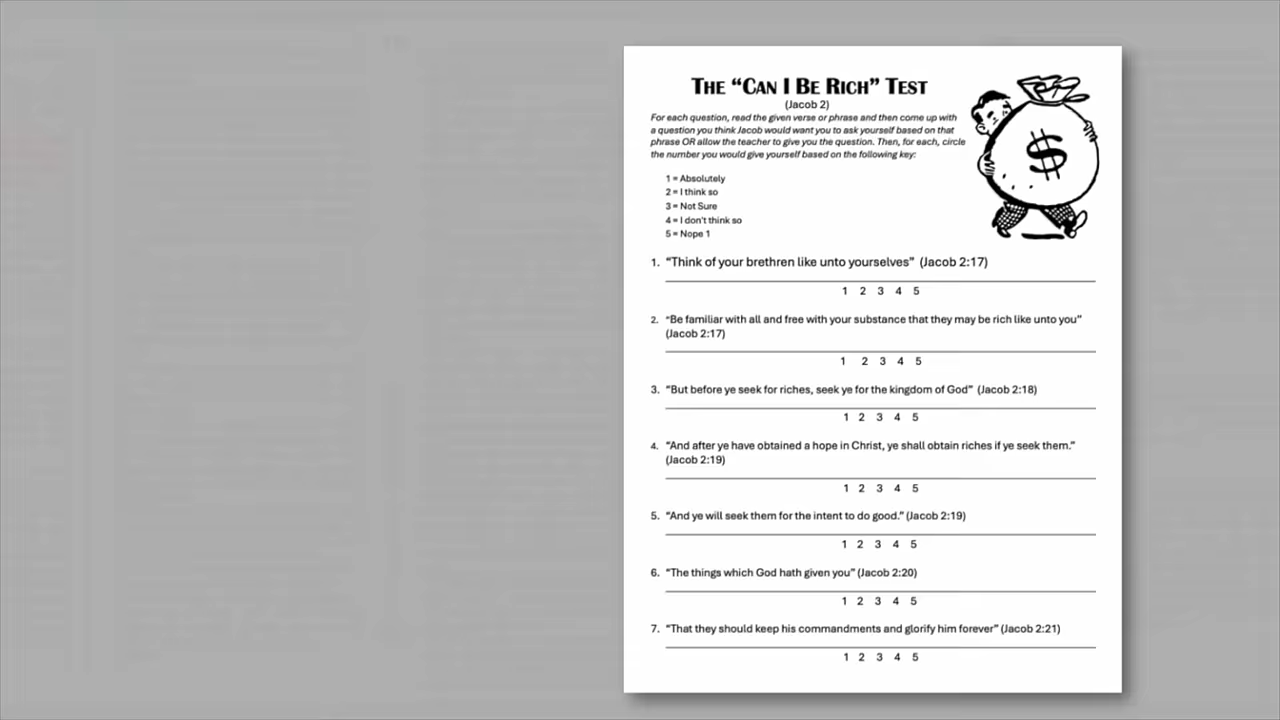 THE “CAN I BE RICH” TEST
(Jacob 2)
For each question, read the given verse or phrase and then come up with
a question you think Jacob would want you to ask yourself based on that
phrase OR allow the teacher to give you the question. Then, for each, circle
the number you would give yourself based on the following key:
1 = Absolutely
2 = I think so
3 = Not Sure
4 = I don't think so
5 = Nope 1
$
1. “Think of your brethren like unto yourselves” (Jacob 2:17)
1 2 3 4 5
2. “Be familiar with all and free with your substance that they may be rich like unto you”
(Jacob 2:17)
1 2 3 4 5
3. “But before ye seek for riches, seek ye for the kingdom of God” (Jacob 2:18)
1 2 3 4 5
4. “And after ye have obtained a hope in Christ, ye shall obtain riches if ye seek them.”
(Jacob 2:19)
1 2 3 4 5
5. “And ye will seek them for the intent to do good.” (Jacob 2:19)
1 2 3 4 5
6. “The things which God hath given you” (Jacob 2:20)
1 2 3 4 5
7. “That they should keep his commandments and glorify him forever” (Jacob 2:21)
1 2 3 4 5